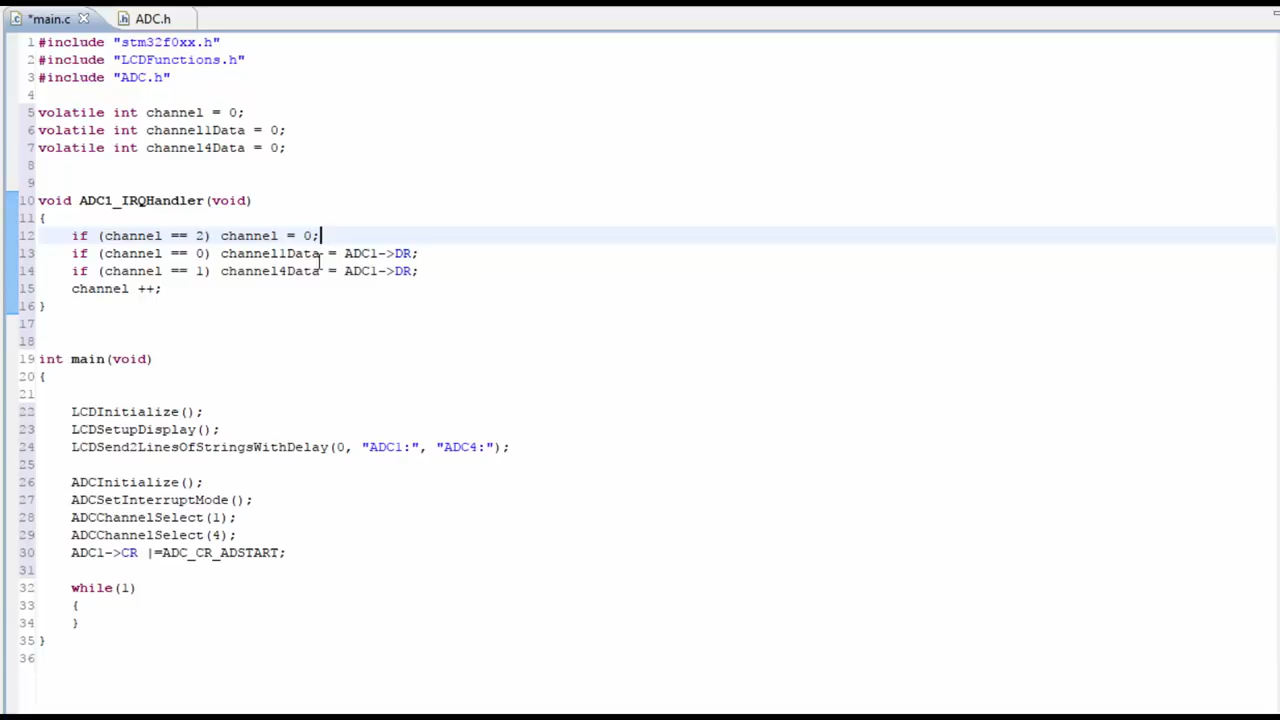 *main.c
ADC.h
1 #include "stm32f0xx.h"
2 #include "LCDFunctions.h"
3 #include "ADC.h"
4
5 volatile int channel = 0;
6 volatile int channel1Data = 0;
7 volatile int channel4Data = 0;
8
9
10 void ADC1_IRQHandler(void)
11 {
12     if (channel == 2) channel = 0;
13     if (channel == 0) channel1Data = ADC1->DR;
14     if (channel == 1) channel4Data = ADC1->DR;
15     channel ++;
16 }
17
18
19 int main(void)
20 {
21
22     LCDInitialize();
23     LCDSetupDisplay();
24     LCDSend2LinesOfStringsWithDelay(0, "ADC1:", "ADC4:");
25
26     ADCInitialize();
27     ADCSetInterruptMode();
28     ADCChannelSelect(1);
29     ADCChannelSelect(4);
30     ADC1->CR |=ADC_CR_ADSTART;
31
32     while(1)
33     {
34     }
35 }
36